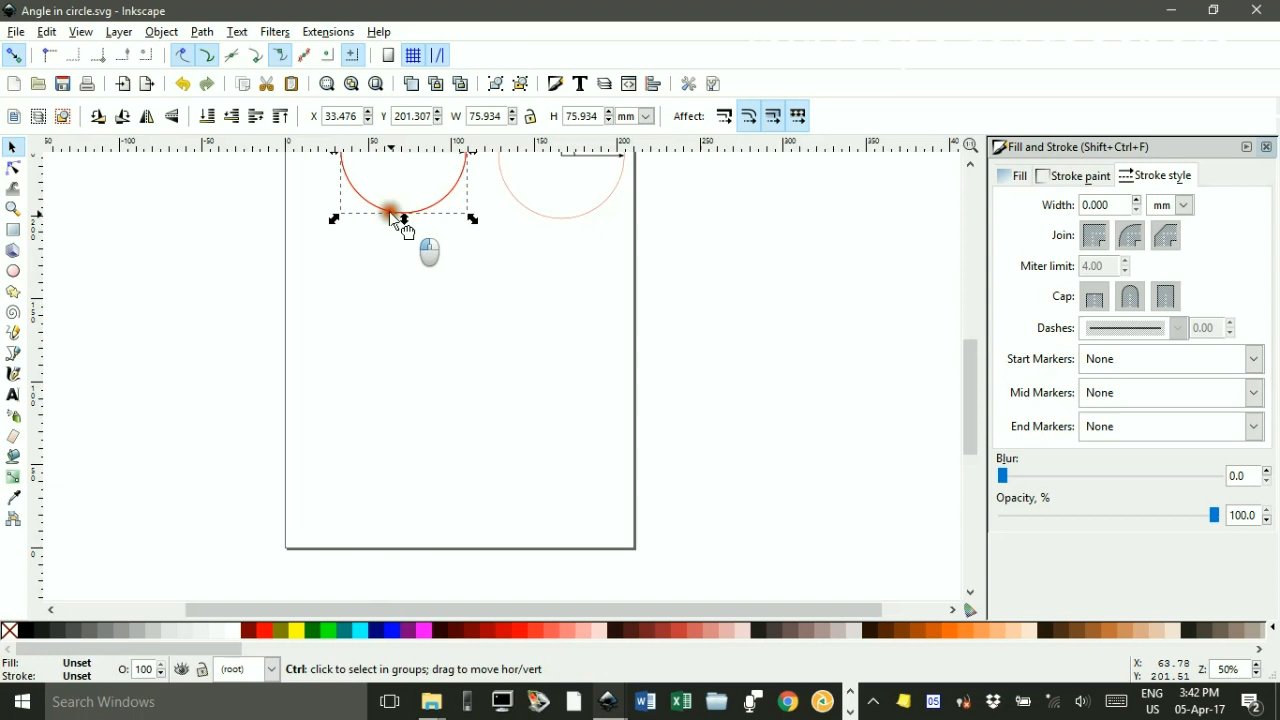 Angle in circle.svg - Inkscape
File Edit View Layer Object Path Text Filters Extensions Help
X 33.476 Y 201.307 W 75.934 H 75.934 mm Affect:
Fill and Stroke (Shift+Ctrl+F)
Fill Stroke paint Stroke style
Width: 0.000 mm
Join:
Miter limit: 4.00
Cap:
Dashes: 0.00
Start Markers: None
Mid Markers: None
End Markers: None
Blur:
0.0
Opacity, %
100.0
Fill: Unset
Stroke: Unset
O: 100
(root)
Ctrl: click to select in groups; drag to move hor/vert
X: 63.78
Y: 201.51
Z: 50%
Search Windows
05
ENG
US
3:42 PM
05-Apr-17
2